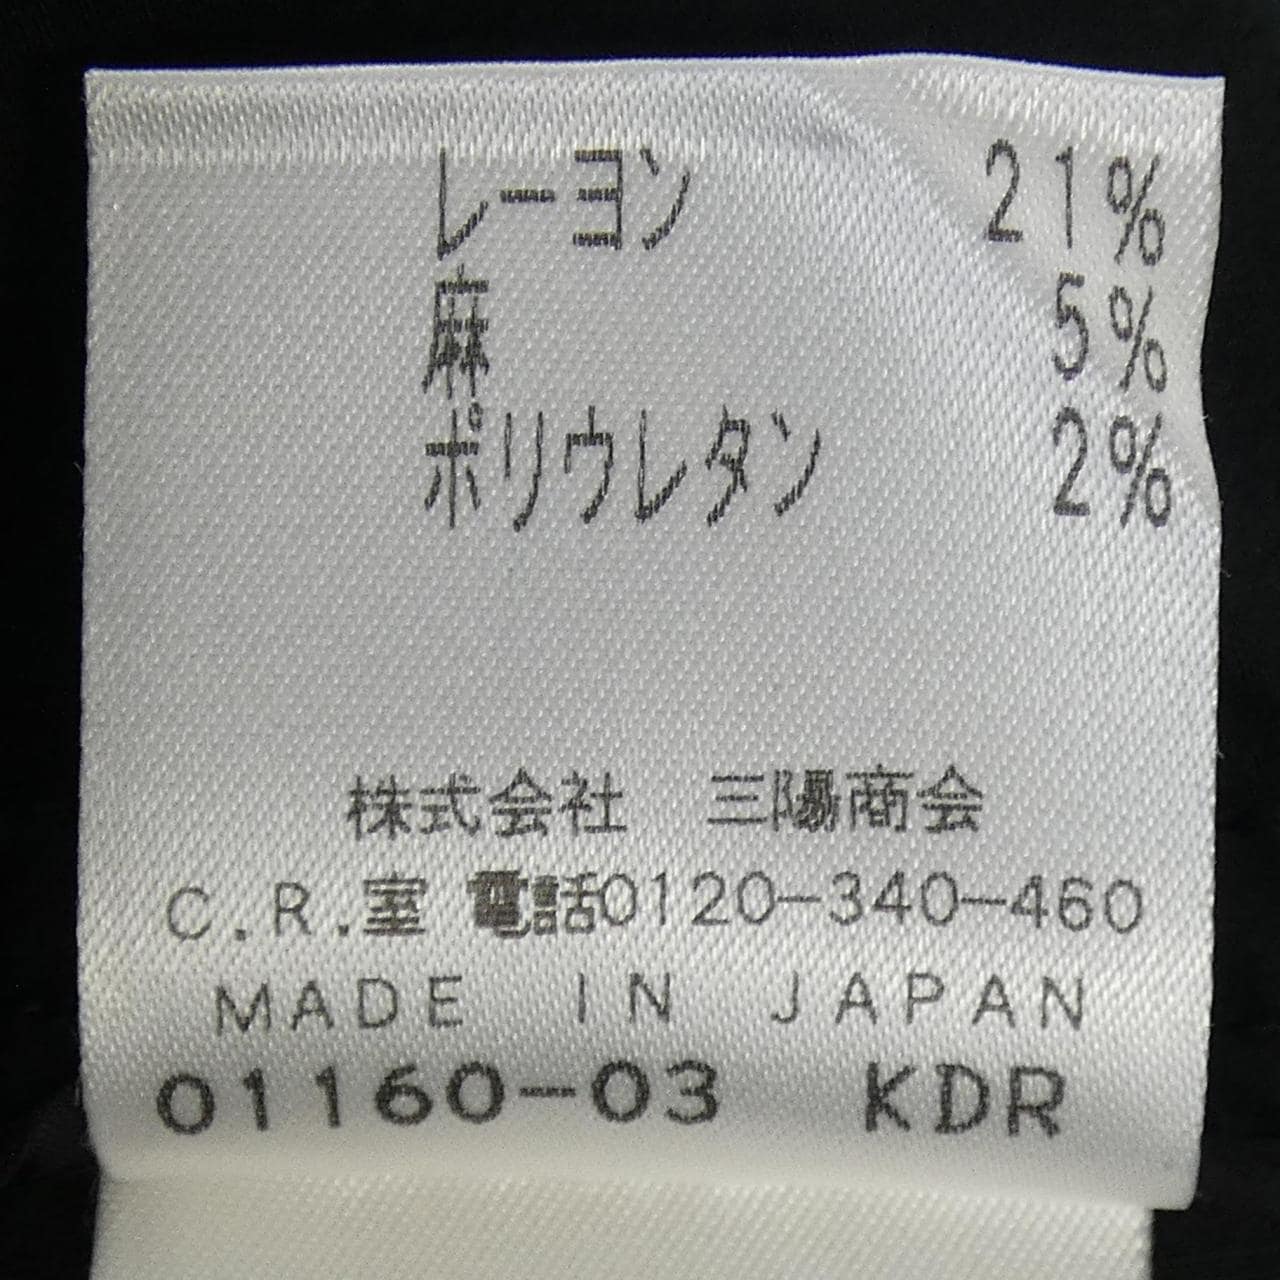 レーヨン 21%
麻 5%
ポリウレタン 2%
株式会社 三陽商会
C.R.室 電話0120-340-460
MADE IN JAPAN
01160-03 KDR